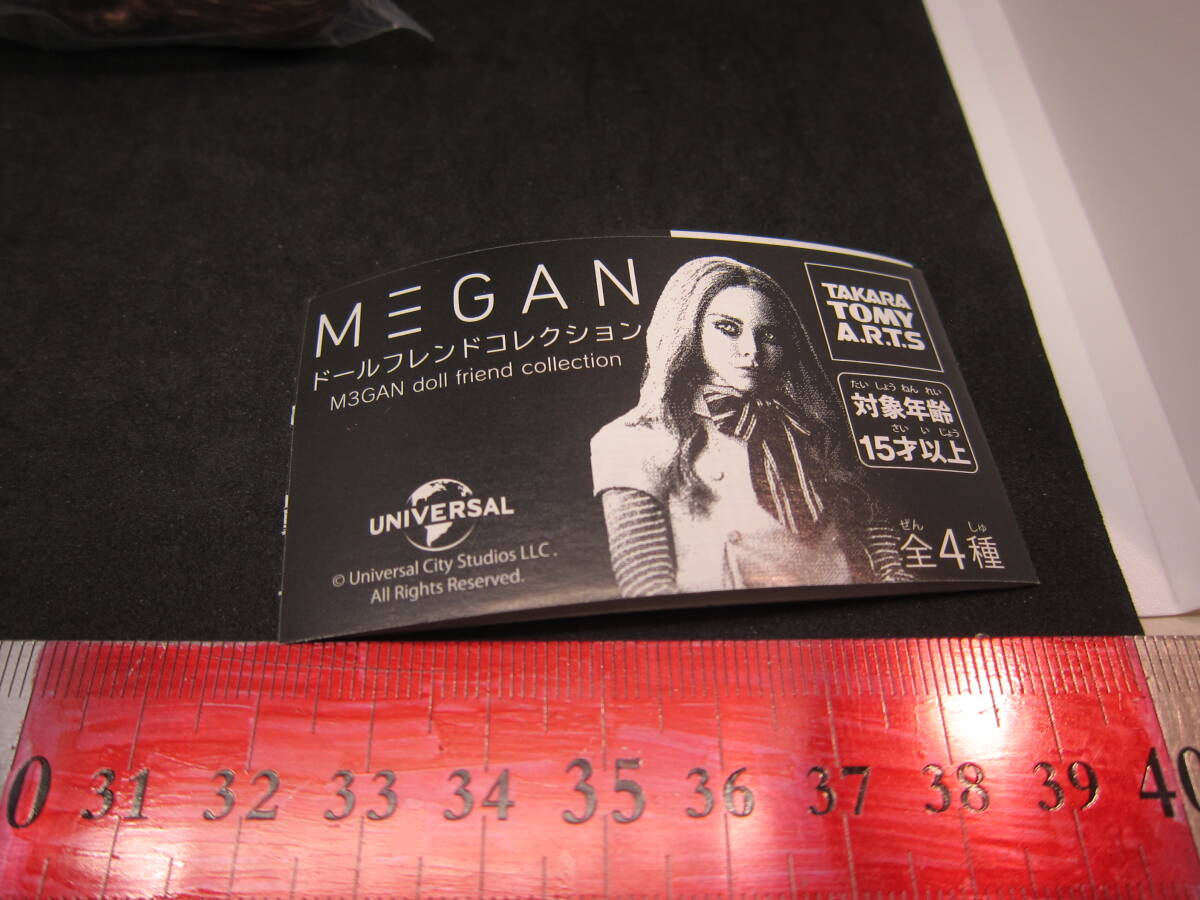 MΞGAN
ドールフレンドコレクション
M3GAN doll friend collection
TAKARA
TOMY
A.R.T.S
たいしょうねんれい
対象年齢
さいいじょう
15才以上
UNIVERSAL
© Universal City Studios LLC.
All Rights Reserved.
ぜん しゅ
全4種
0 31 32 33 34 35 36 37 38 39 40